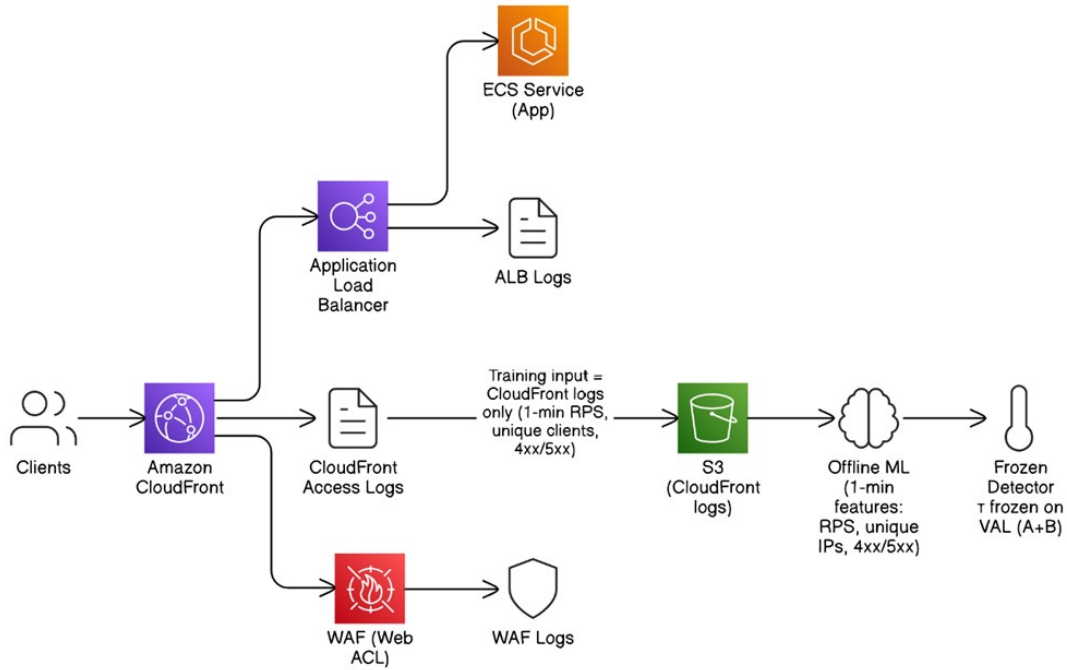 ECS Service
(App)
Application
Load
Balancer
ALB Logs
Training input =
CloudFront logs
only (1-min RPS,
unique clients,
4xx/5xx)
Clients
Amazon
CloudFront
CloudFront
Access Logs
S3
(CloudFront
logs)
Offline ML
(1-min
features:
RPS, unique
IPs, 4xx/5xx)
Frozen
Detector
τ frozen on
VAL (A+B)
WAF (Web
ACL)
WAF Logs